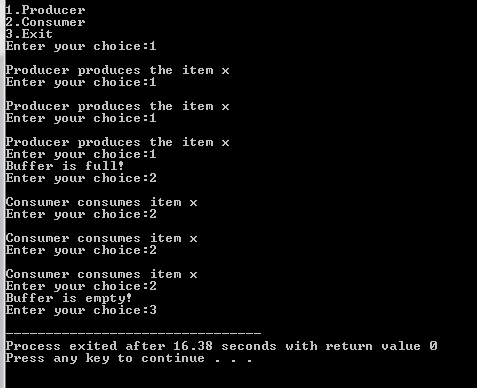 1.Producer
2.Consumer
3.Exit
Enter your choice:1
Producer produces the item x
Enter your choice:1
Producer produces the item x
Enter your choice:1
Producer produces the item x
Enter your choice:1
Buffer is full!
Enter your choice:2
Consumer consumes item x
Enter your choice:2
Consumer consumes item x
Enter your choice:2
Consumer consumes item x
Enter your choice:2
Buffer is empty!
Enter your choice:3
--------------------------------
Process exited after 16.38 seconds with return value 0
Press any key to continue . . .